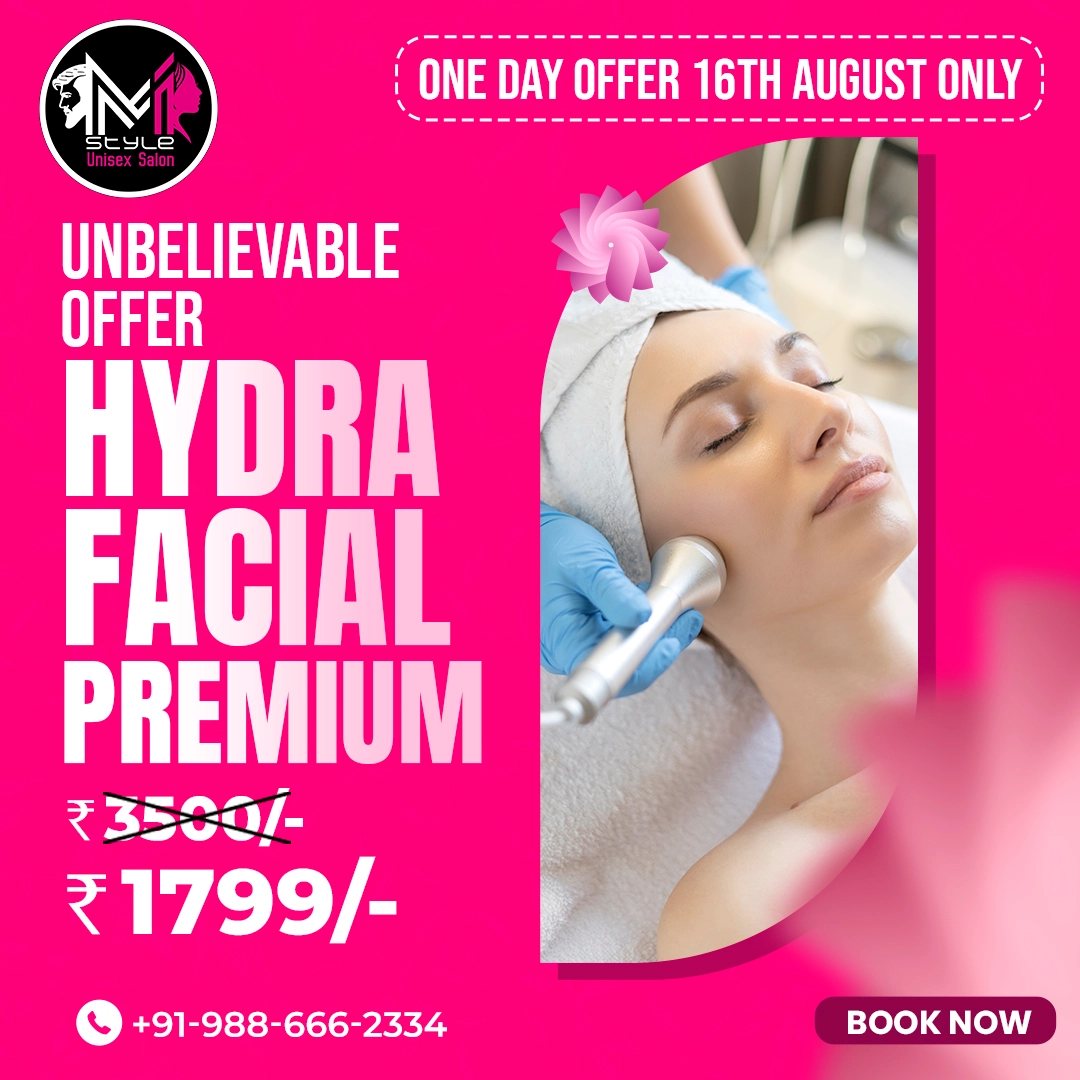 STYLE
Unisex Salon
ONE DAY OFFER 16TH AUGUST ONLY
UNBELIEVABLE
OFFER
HYDRA
FACIAL
PREMIUM
₹ 3500/-
₹ 1799/-
+91-988-666-2334
BOOK NOW